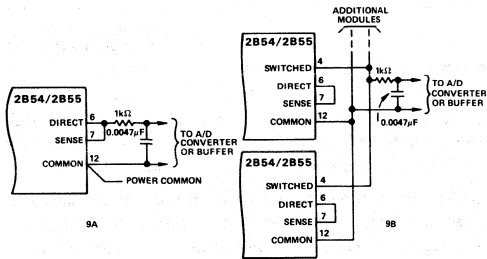 ADDITIONAL
MODULES
2B54/2B55
SWITCHED 4
DIRECT 6
SENSE 7
COMMON 12
1kΩ
0.0047μF
TO A/D
CONVERTER
OR BUFFER
2B54/2B55
DIRECT 6
SENSE 7
COMMON 12
1kΩ
0.0047μF
TO A/D
CONVERTER
OR BUFFER
POWER COMMON
2B54/2B55
SWITCHED 4
DIRECT 6
SENSE 7
COMMON 12
9A
9B